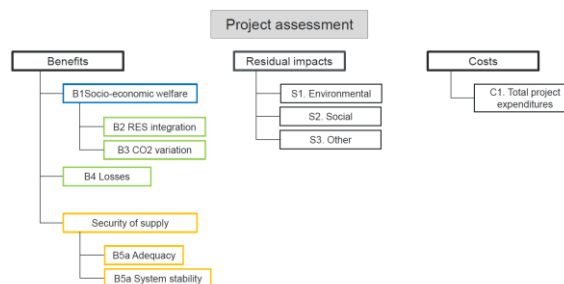 Project assessment
Benefits
Residual impacts
Costs
B1Socio-economic welfare
B2 RES integration
B3 CO2 variation
B4 Losses
Security of supply
B5a Adequacy
B5a System stability
S1. Environmental
S2. Social
S3. Other
C1. Total project
expenditures